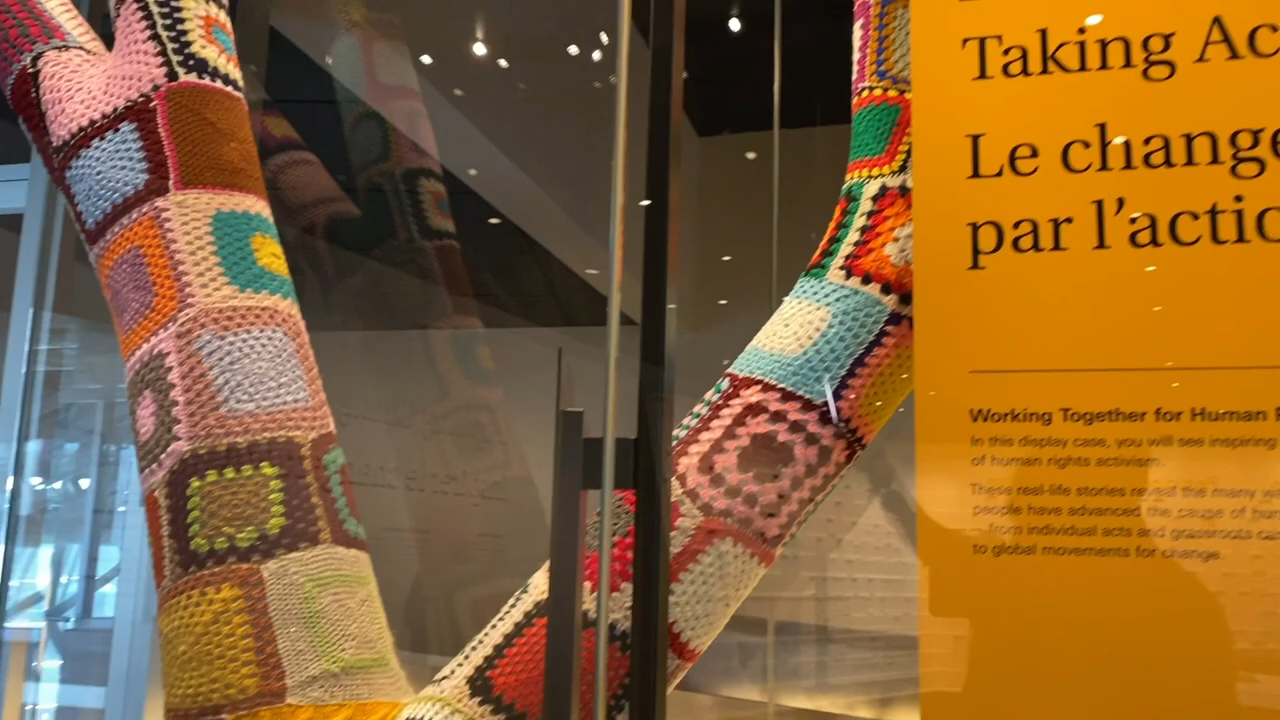 Taking Ac
Le change
par l'actio
Working Together for Human
In this display case, you will see inspiring
of human rights activism.
These real-life stories reveal the many wa
people have advanced the cause of hum
from individual acts and grassroots ca
to global movements for change.